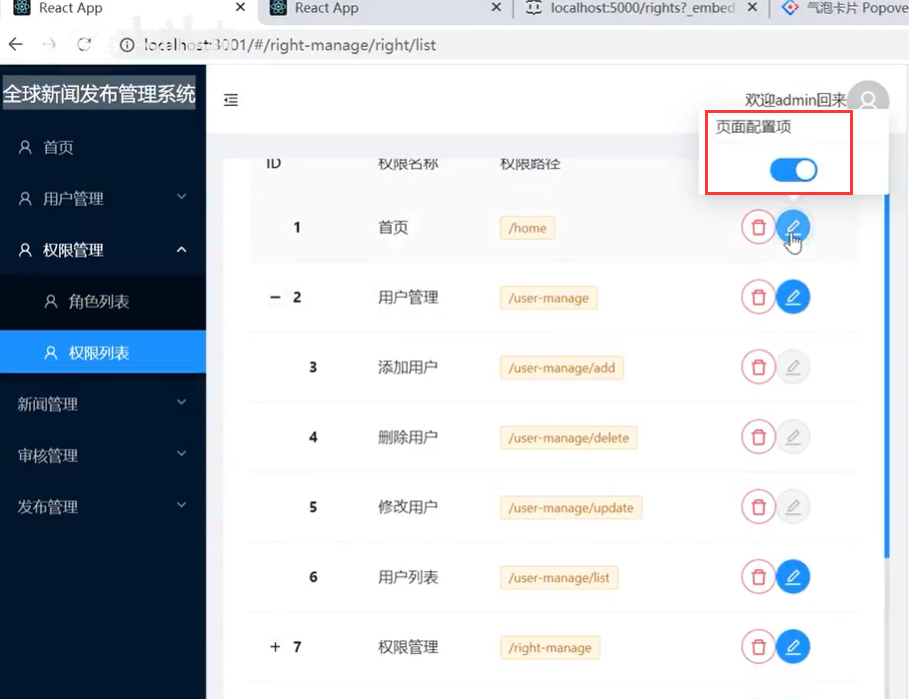 React App
React App
localhost:5000/rights?_embed
气泡卡片 Popove
localhost:3001/#/right-manage/right/list
全球新闻发布管理系统
欢迎admin回来
页面配置项
首页
用户管理
权限管理
角色列表
权限列表
新闻管理
审核管理
发布管理
ID 权限名称 权限路径
1 首页 /home
2 用户管理 /user-manage
3 添加用户 /user-manage/add
4 删除用户 /user-manage/delete
5 修改用户 /user-manage/update
6 用户列表 /user-manage/list
7 权限管理 /right-manage